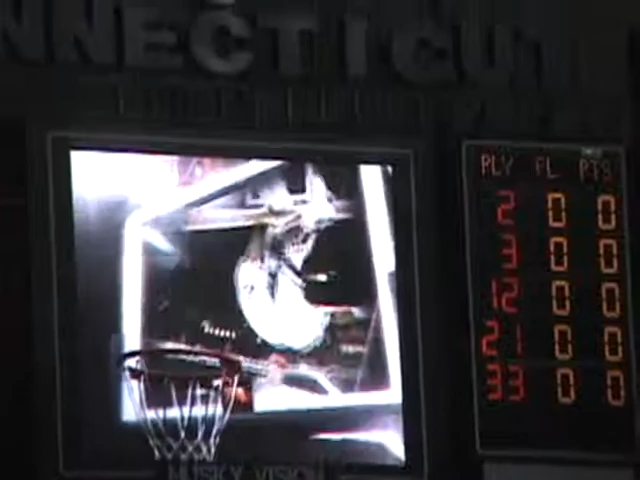 NNECTICUT
PLY FL PTS
2 0 0
3 0 0
12 0 0
21 0 0
33 0 0
HUSKY VISION